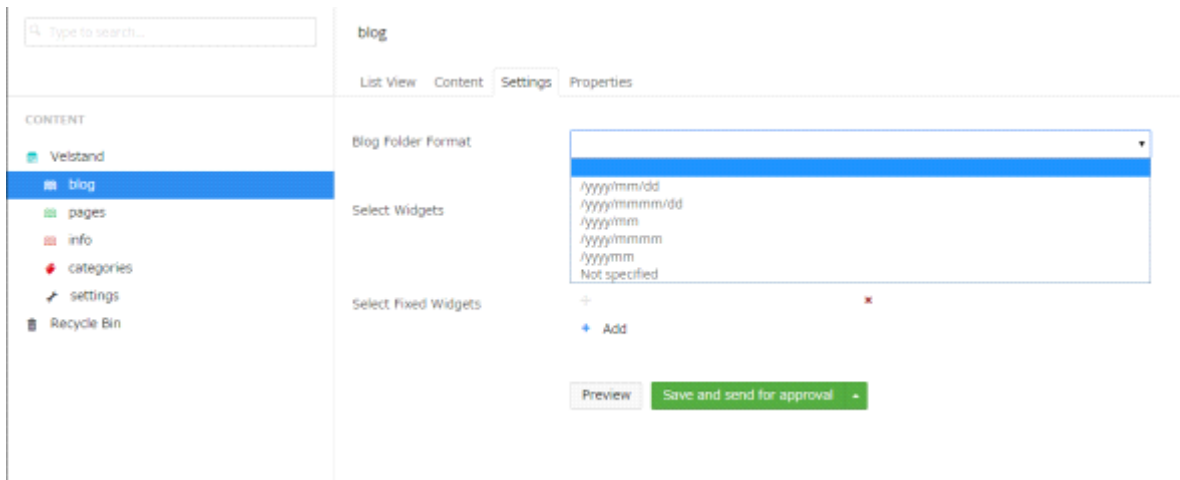 Type to search...
blog
List View Content Settings Properties
CONTENT
Velstand
blog
pages
info
categories
settings
Recycle Bin
Blog Folder Format
/yyyy/mm/dd
/yyyy/mmmm/dd
/yyyy/mm
/yyyy/mmmm
/yyyymm
Not specified
Select Widgets
Select Fixed Widgets
Add
Preview Save and send for approval